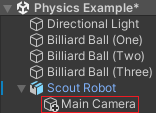 Physics Example*
Directional Light
Billiard Ball (One)
Billiard Ball (Two)
Billiard Ball (Three)
Scout Robot
Main Camera